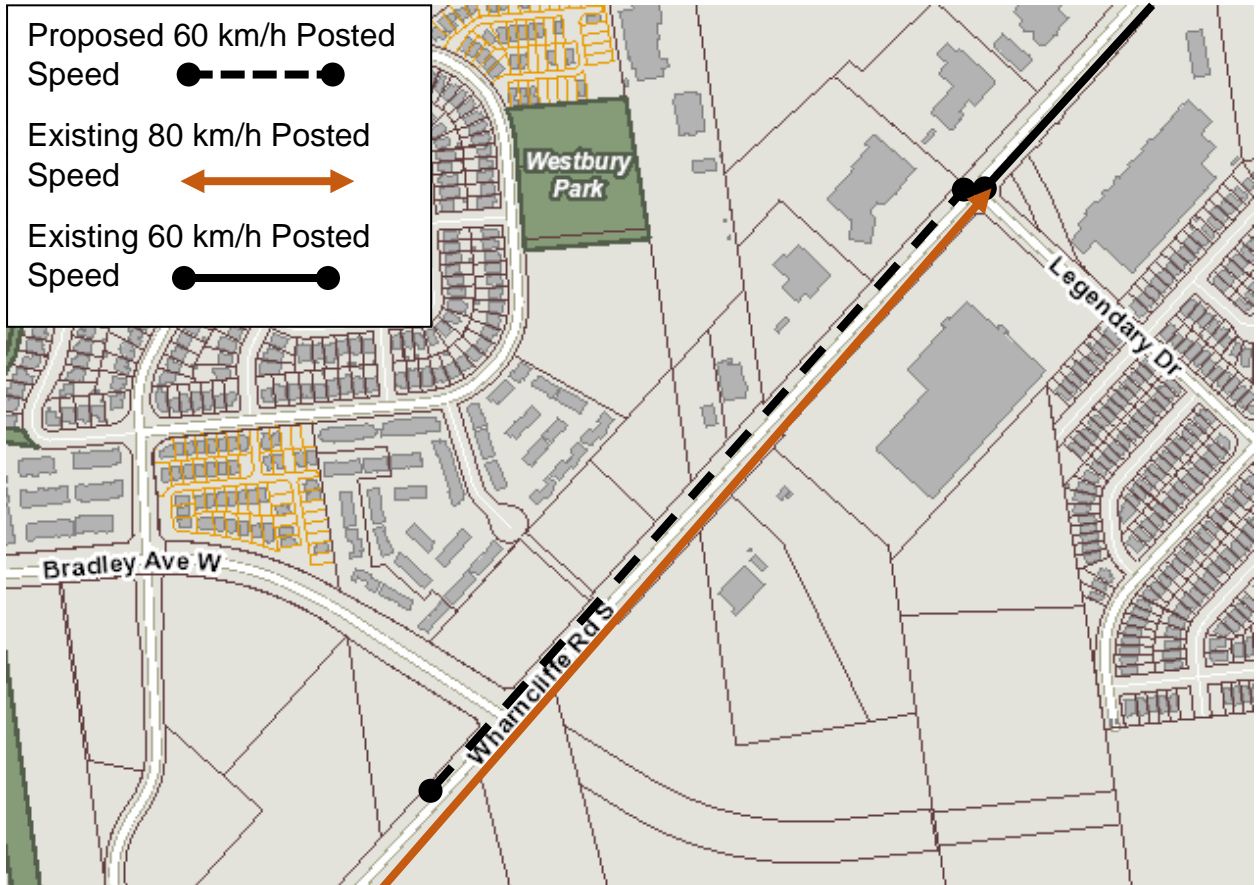 Proposed 60 km/h Posted
Speed
Existing 80 km/h Posted
Speed
Existing 60 km/h Posted
Speed
Westbury
Park
Legendary Dr
Bradley Ave W
Wharncliffe Rd S